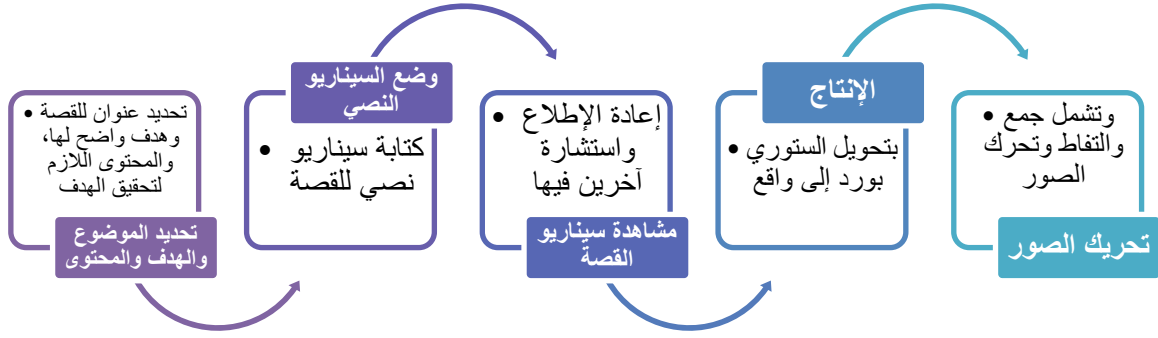 تحديد عنوان للقصة
وهدف واضح لها،
والمحتوى اللازم
لتحقيق الهدف
تحديد الموضوع
والهدف والمحتوى
وضع السيناريو
النصي
كتابة سيناريو
نصي للقصة
إعادة الإطلاع
واستشارة
آخرين فيها
مشاهدة سيناريو
القصة
الإنتاج
بتحويل الستوري
بورد إلى واقع
وتشمل جمع
والتفاط وتحرك
الصور
تحريك الصور